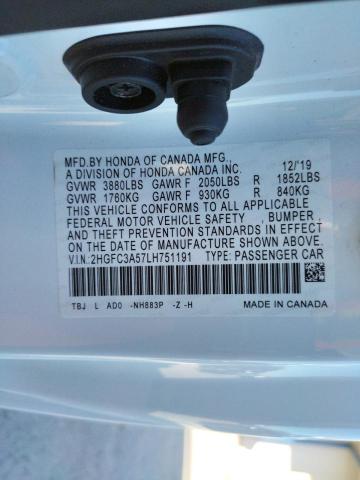 MFD.BY HONDA OF CANADA MFG.,
A DIVISION OF HONDA CANADA INC. 12/'19
GVWR 3880LBS GAWR F 2050LBS R 1852LBS
GVWR 1760KG GAWR F 930KG R 840KG
THIS VEHICLE CONFORMS TO ALL APPLICABLE
FEDERAL MOTOR VEHICLE SAFETY , BUMPER ,
AND THEFT PREVENTION STANDARDS IN EFFECT
ON THE DATE OF MANUFACTURE SHOWN ABOVE.
V.I.N.:2HGFC3A57LH751191 TYPE: PASSENGER CAR
TBJ L AD0 -NH883P -Z -H MADE IN CANADA